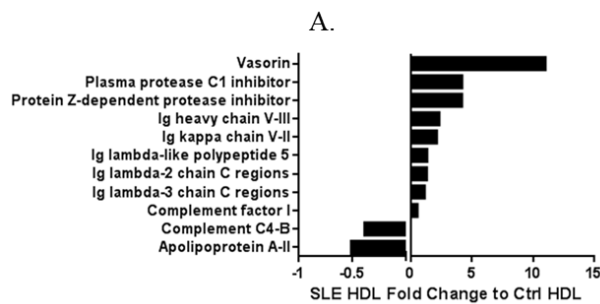 A.
Vasorin
Plasma protease C1 inhibitor
Protein Z-dependent protease inhibitor
Ig heavy chain V-III
Ig kappa chain V-II
Ig lambda-like polypeptide 5
Ig lambda-2 chain C regions
Ig lambda-3 chain C regions
Complement factor I
Complement C4-B
Apolipoprotein A-II
-1 -0.5 0 5 10 15
SLE HDL Fold Change to Ctrl HDL